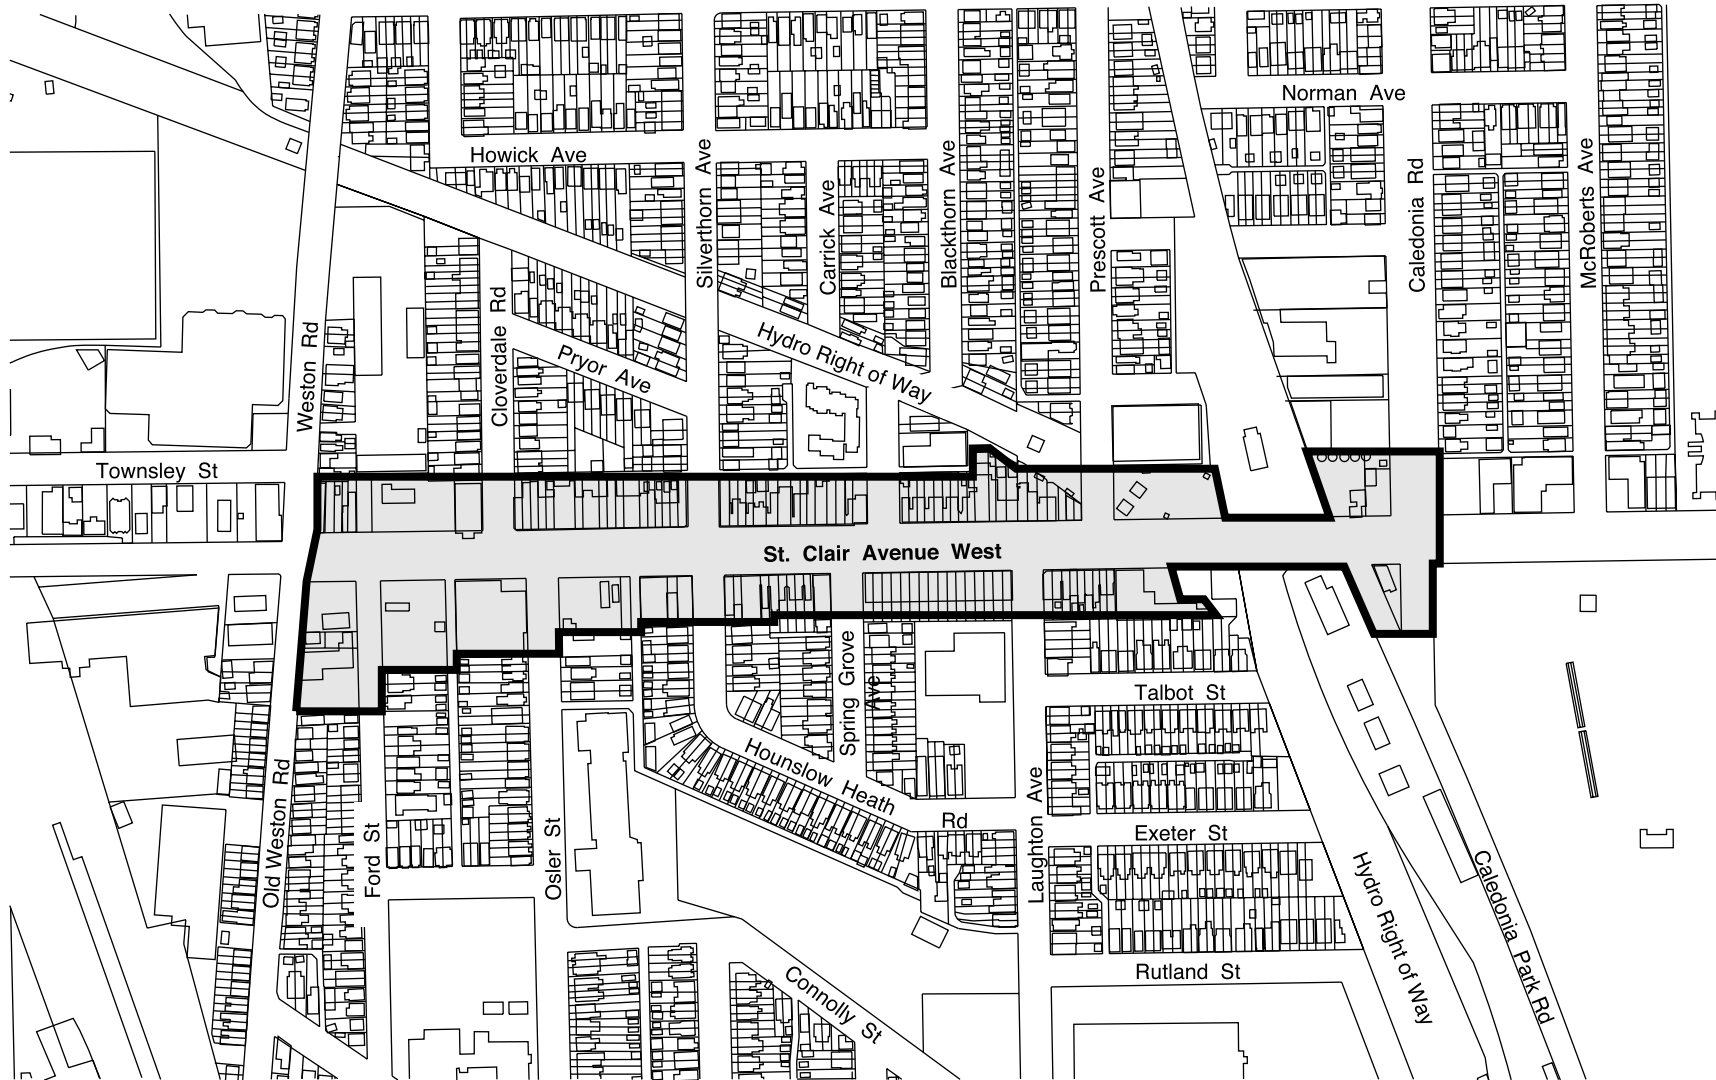 Norman Ave
Howick Ave
Silverthorn Ave
Carrick Ave
Blackthorn Ave
Prescott Ave
Caledonia Rd
McRoberts Ave
Weston Rd
Cloverdale Rd
Pryor Ave
Hydro Right of Way
Townsley St
St. Clair Avenue West
Spring Grove
Ave
Talbot St
Hounslow Heath
Rd
Old Weston Rd
Ford St
Osler St
Laughton Ave
Exeter St
Hydro Right of Way
Caledonia Park Rd
Rutland St
Connolly St